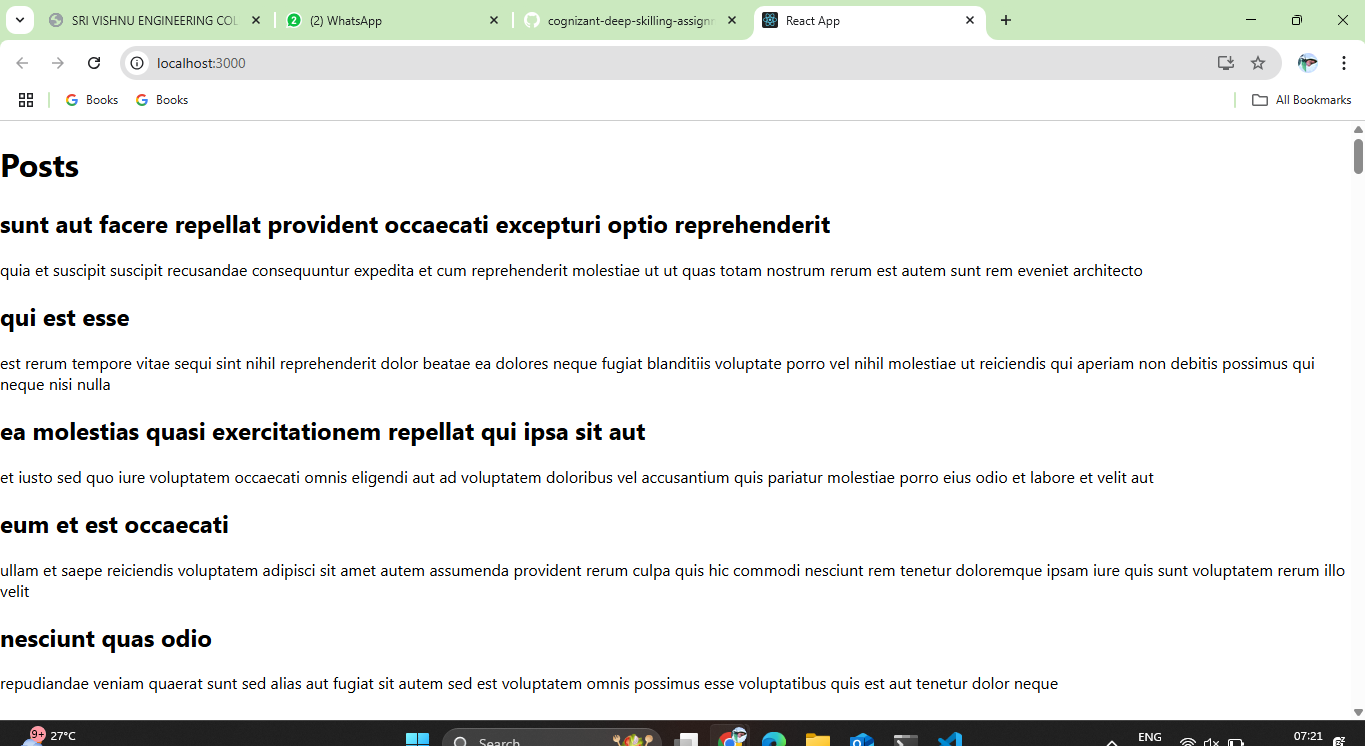 SRI VISHNU ENGINEERING COL
(2) WhatsApp
cognizant-deep-skilling-assignm
React App
localhost:3000
Books
Books
All Bookmarks
Posts
sunt aut facere repellat provident occaecati excepturi optio reprehenderit
quia et suscipit suscipit recusandae consequuntur expedita et cum reprehenderit molestiae ut ut quas totam nostrum rerum est autem sunt rem eveniet architecto
qui est esse
est rerum tempore vitae sequi sint nihil reprehenderit dolor beatae ea dolores neque fugiat blanditiis voluptate porro vel nihil molestiae ut reiciendis qui aperiam non debitis possimus qui
neque nisi nulla
ea molestias quasi exercitationem repellat qui ipsa sit aut
et iusto sed quo iure voluptatem occaecati omnis eligendi aut ad voluptatem doloribus vel accusantium quis pariatur molestiae porro eius odio et labore et velit aut
eum et est occaecati
ullam et saepe reiciendis voluptatem adipisci sit amet autem assumenda provident rerum culpa quis hic commodi nesciunt rem tenetur doloremque ipsam iure quis sunt voluptatem rerum illo
velit
nesciunt quas odio
repudiandae veniam quaerat sunt sed alias aut fugiat sit autem sed est voluptatem omnis possimus esse voluptatibus quis est aut tenetur dolor neque
9+
27°C
Search
ENG
07:21